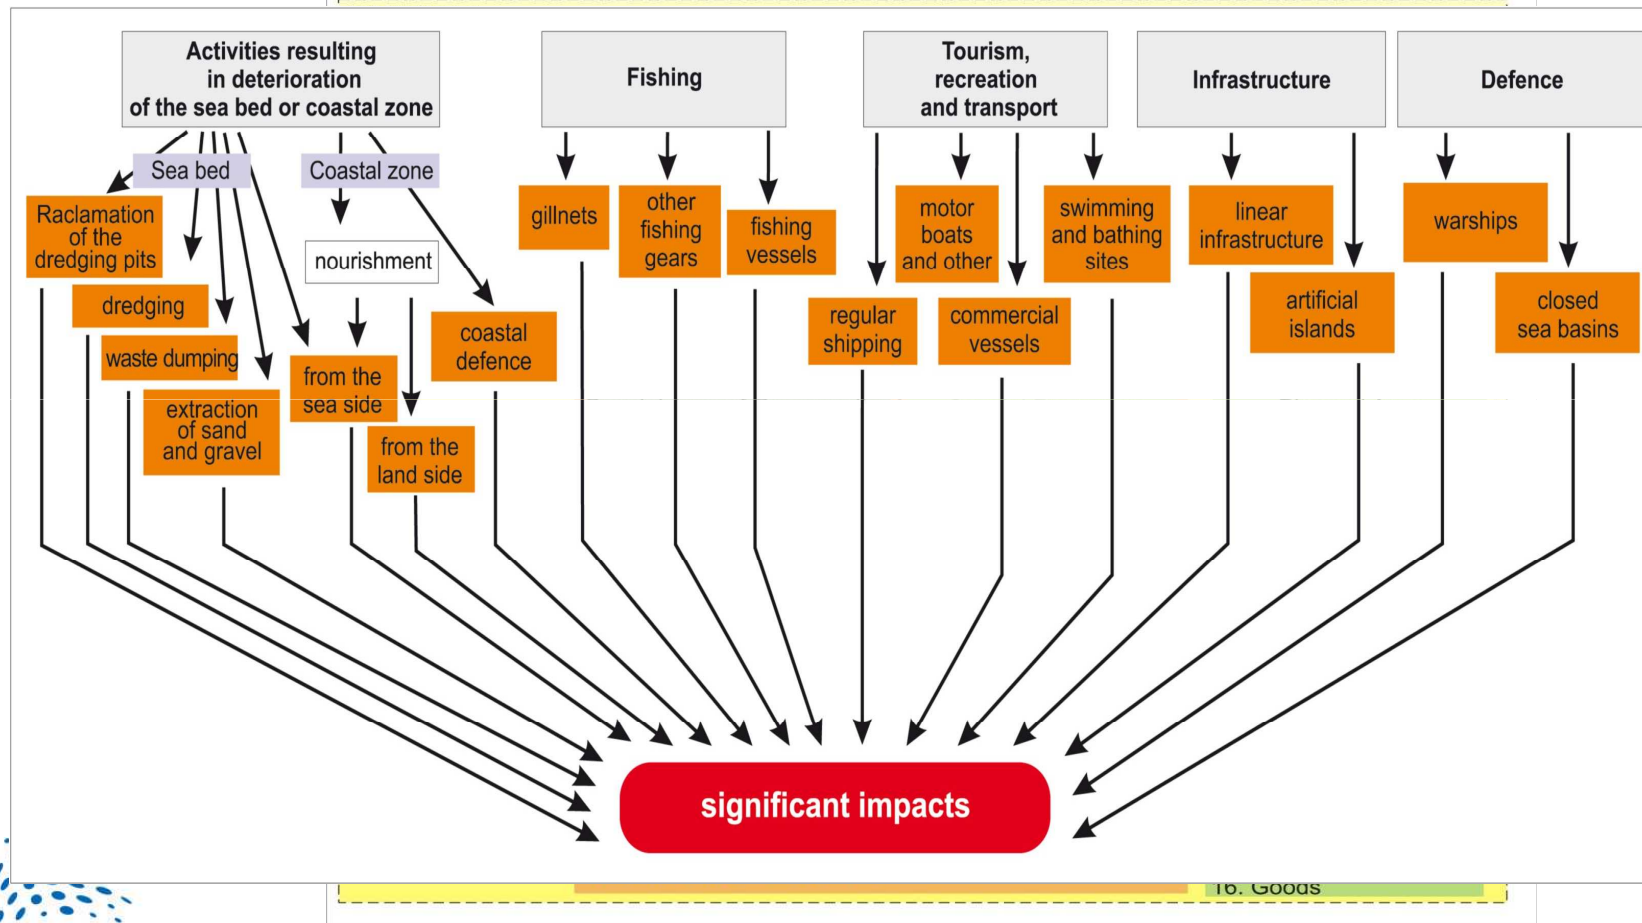 Activities resulting
in deterioration
of the sea bed or coastal zone
Fishing
Tourism,
recreation
and transport
Infrastructure
Defence
Sea bed
Coastal zone
Raclamation
of the
dredging pits
dredging
waste dumping
extraction
of sand
and gravel
nourishment
from the
sea side
from the
land side
coastal
defence
gillnets
other
fishing
gears
fishing
vessels
regular
shipping
motor
boats
and other
commercial
vessels
swimming
and bathing
sites
linear
infrastructure
artificial
islands
warships
closed
sea basins
significant impacts
16. Goods